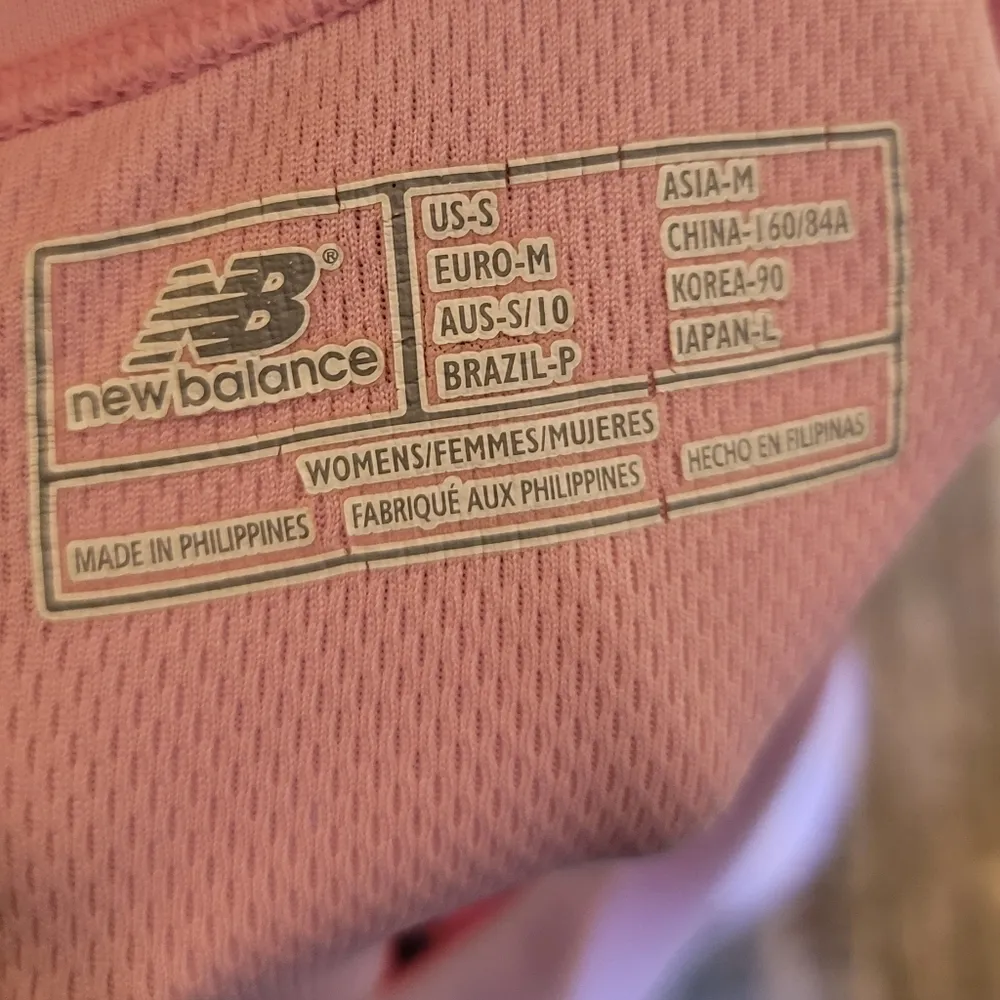 NB®
new balance
US-S
EURO-M
AUS-S/10
BRAZIL-P
ASIA-M
CHINA-160/84A
KOREA-90
JAPAN-L
WOMENS/FEMMES/MUJERES
MADE IN PHILIPPINES
FABRIQUÉ AUX PHILIPPINES
HECHO EN FILIPINAS